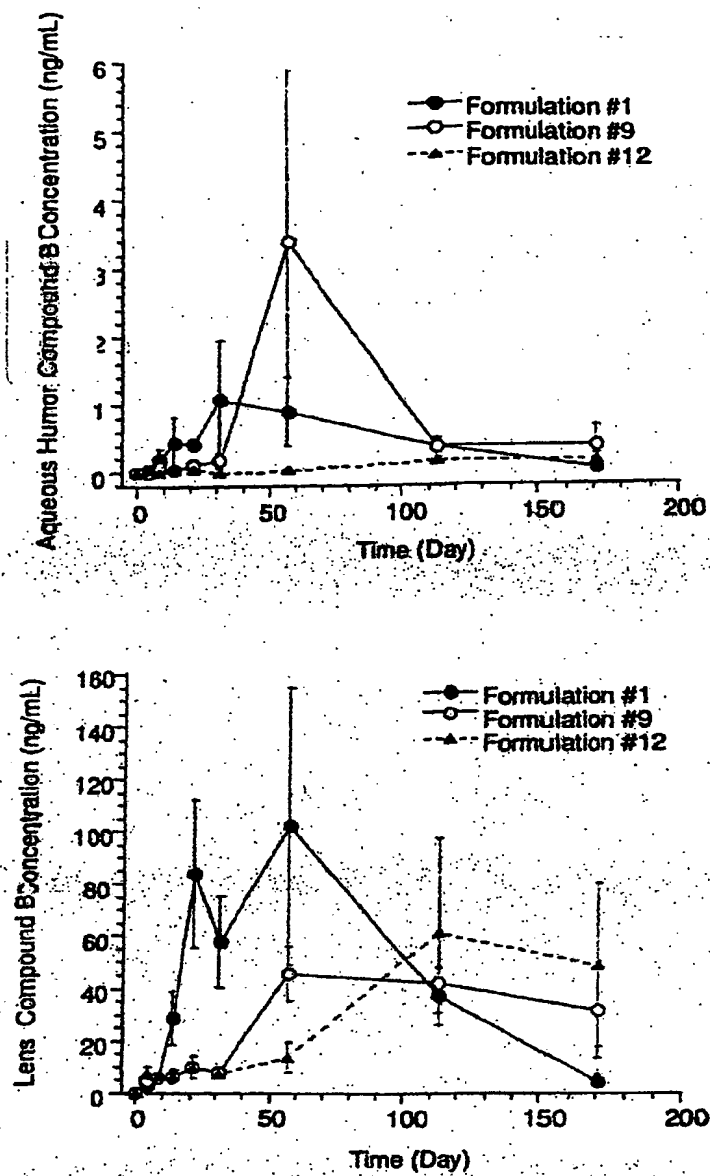 Aqueous Humor Compound B Concentration (ng/mL)
6
5
4
3
2
1
0
Formulation #1
Formulation #9
Formulation #12
0 50 100 150 200
Time (Day)
Lens Compound B Concentration (ng/mL)
160
140
120
100
80
60
40
20
0
Formulation #1
Formulation #9
Formulation #12
0 50 100 150 200
Time (Day)